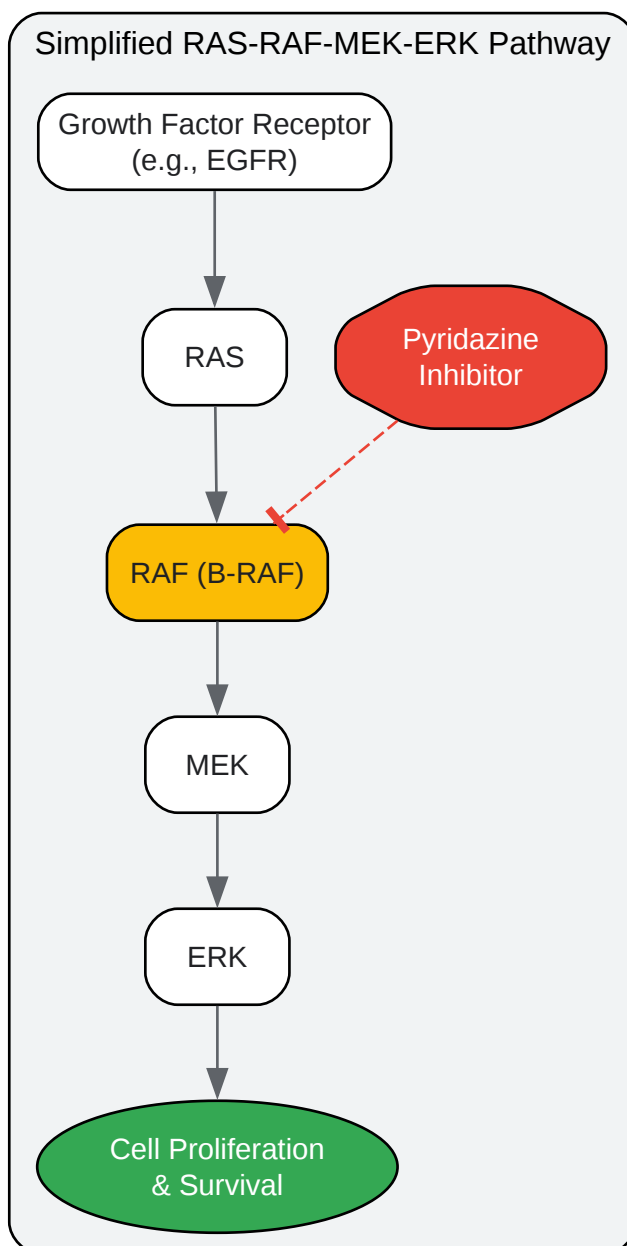 Simplified RAS-RAF-MEK-ERK Pathway
Growth Factor Receptor
(e.g., EGFR)
RAS
Pyridazine
Inhibitor
RAF (B-RAF)
MEK
ERK
Cell Proliferation
& Survival